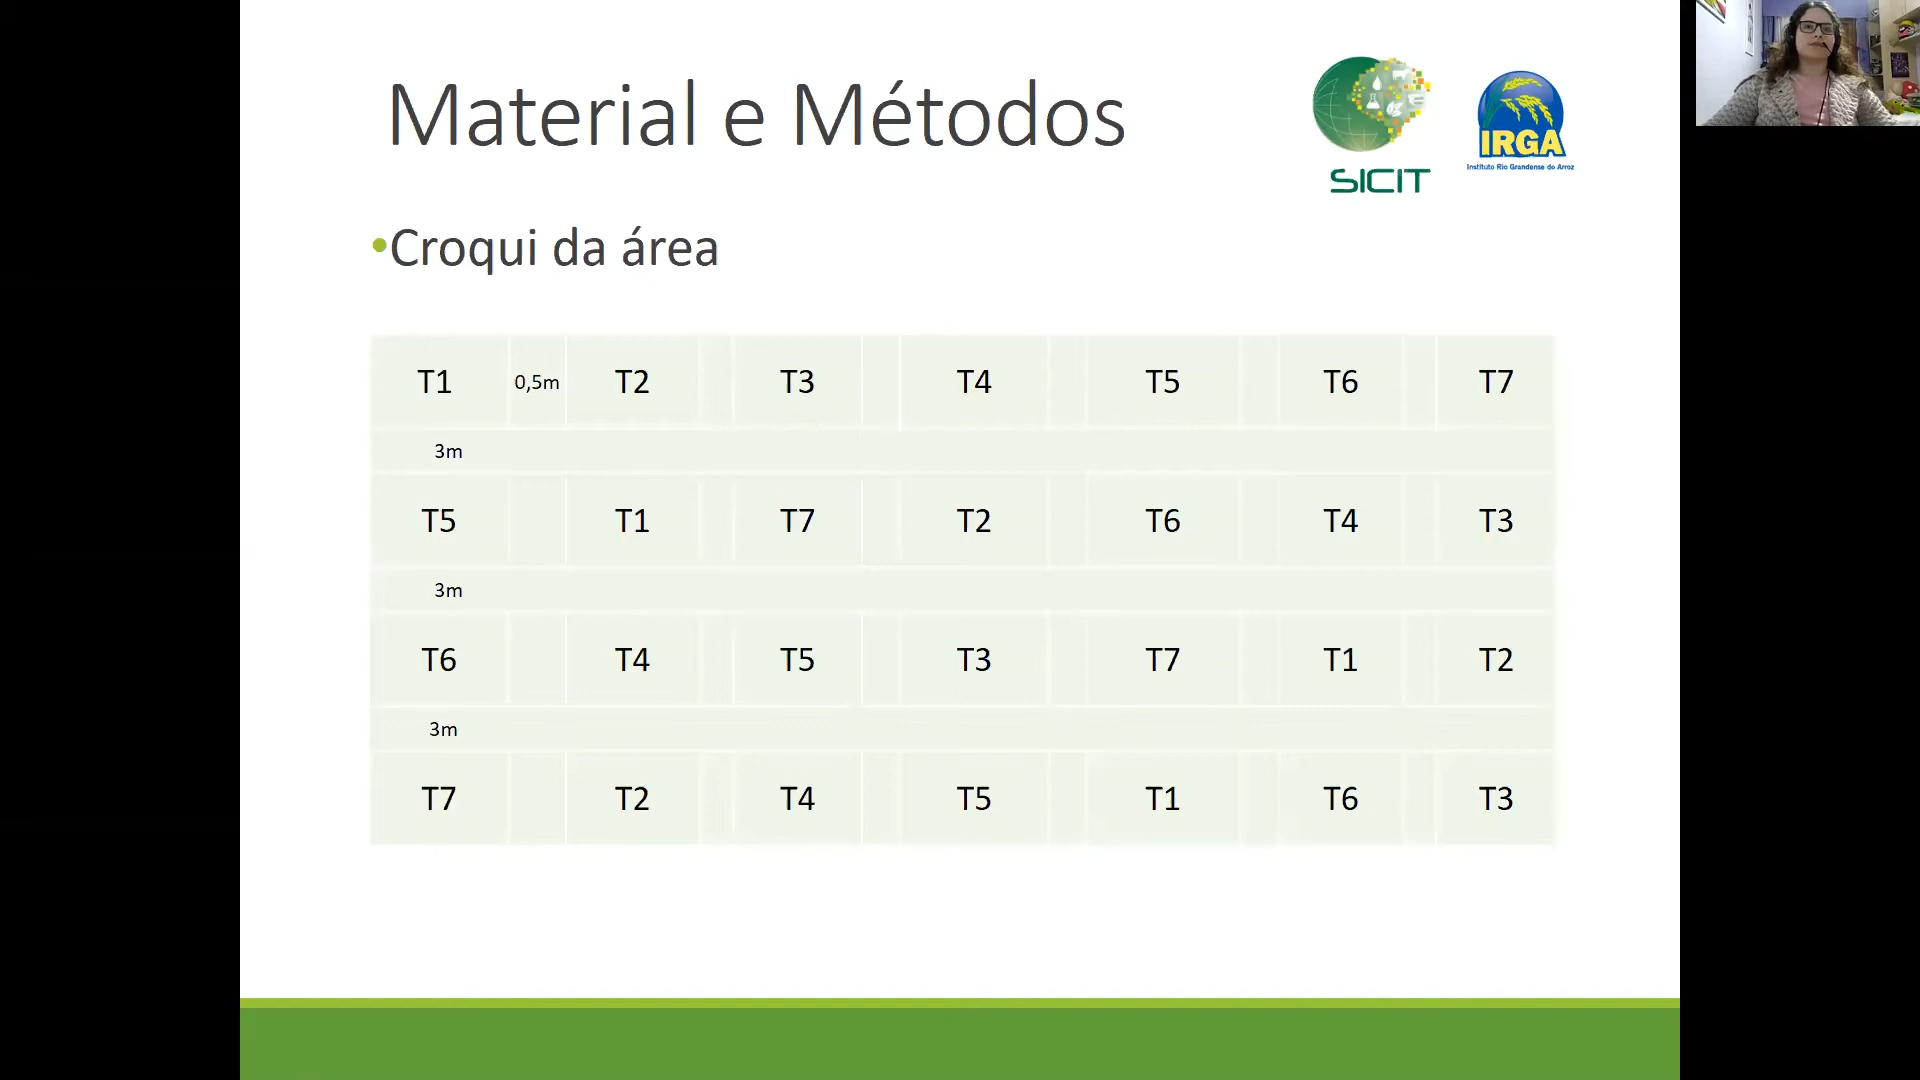 Material e Métodos
SICIT
IRGA
Instituto Rio Grandense do Arroz
•Croqui da área
T1 0,5m T2 T3 T4 T5 T6 T7
3m
T5 T1 T7 T2 T6 T4 T3
3m
T6 T4 T5 T3 T7 T1 T2
3m
T7 T2 T4 T5 T1 T6 T3